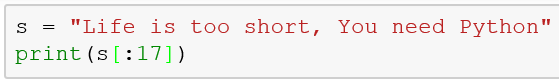 s = "Life is too short, You need Python"
print(s[:17])